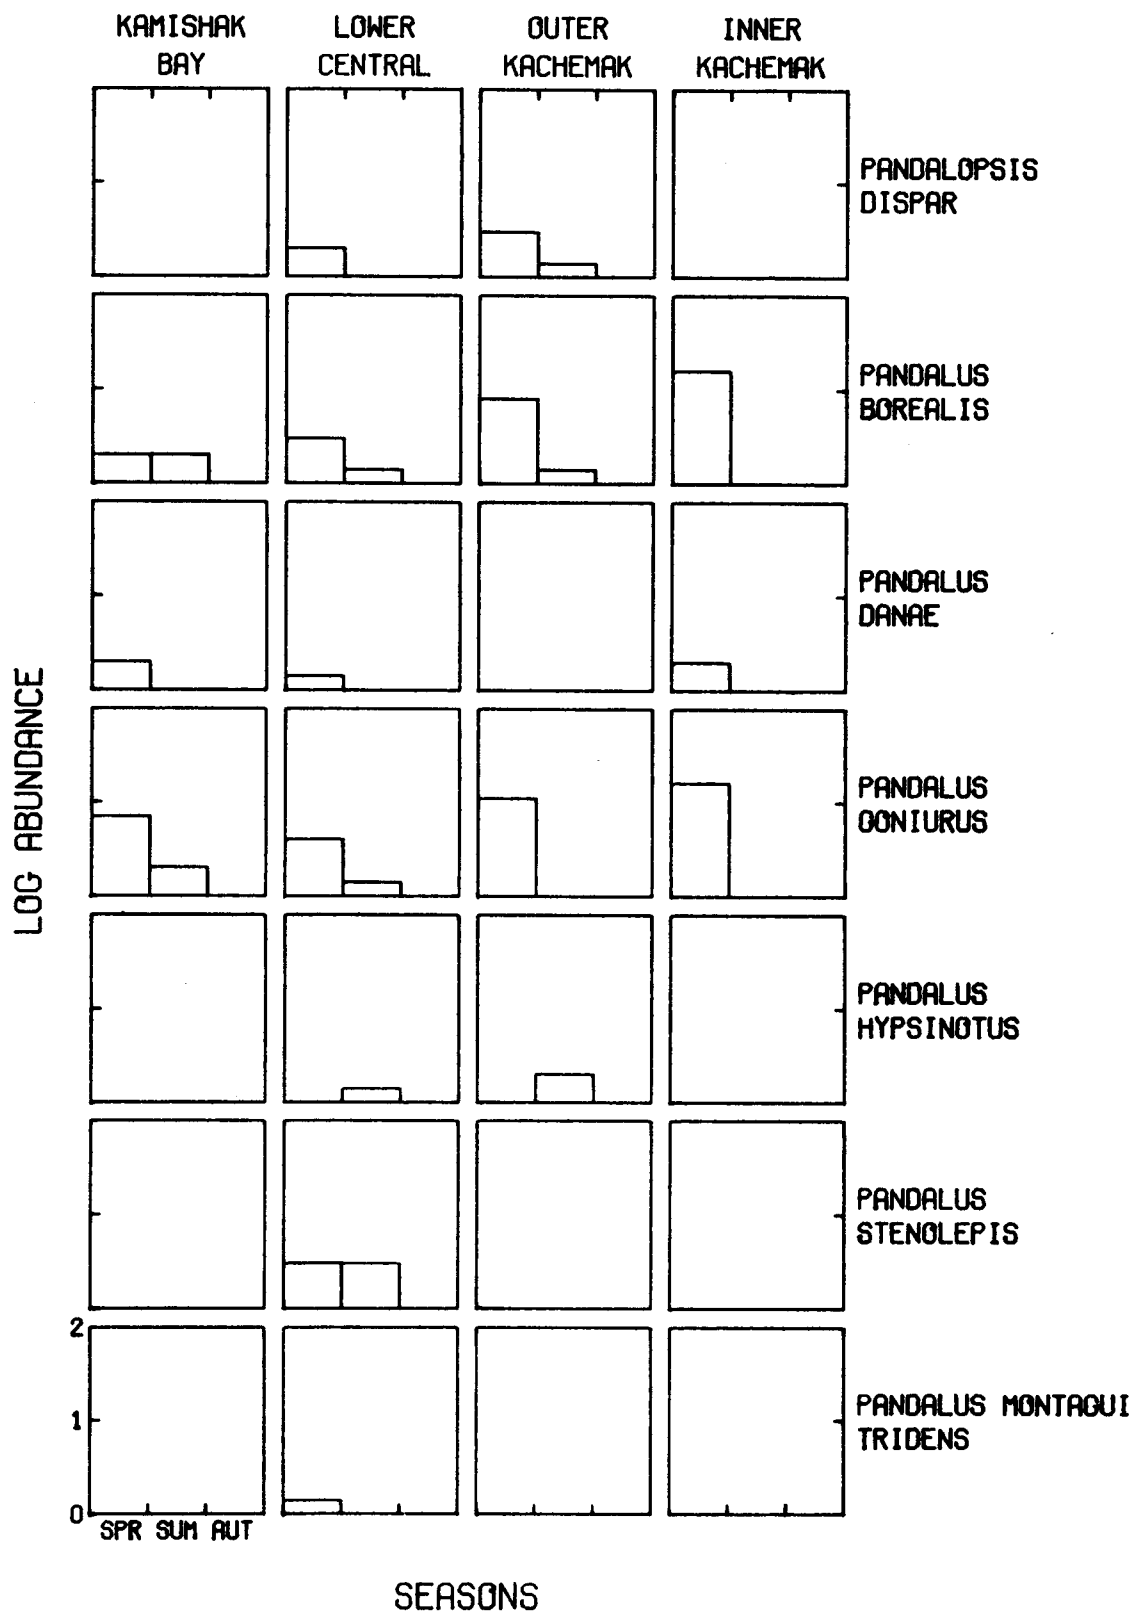 KAMISHAK
BAY
LOWER
CENTRAL
OUTER
KACHEMAK
INNER
KACHEMAK
PANDALOPSIS
DISPAR
PANDALUS
BOREALIS
PANDALUS
DANAE
PANDALUS
GONIURUS
PANDALUS
HYPSINOTUS
PANDALUS
STENOLEPIS
PANDALUS MONTAGUI
TRIDENS
LOG ABUNDANCE
2
1
0
SPR SUM AUT
SEASONS